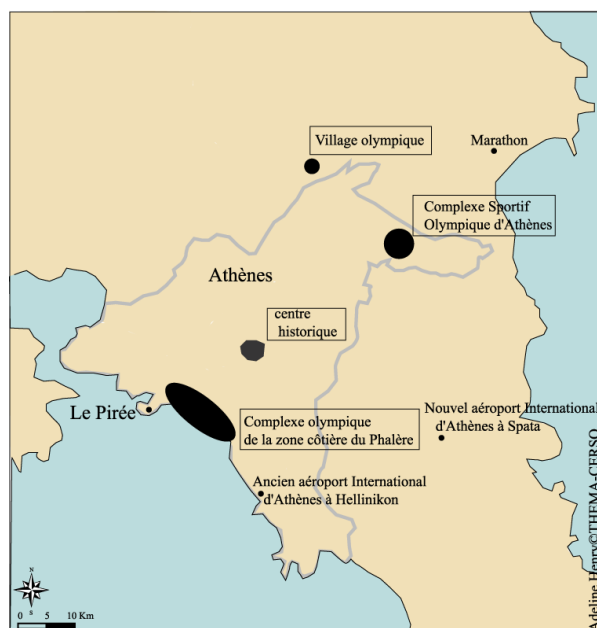 Village olympique
Marathon
Complexe Sportif
Olympique d'Athènes
Athènes
centre
historique
Le Pirée
Complexe olympique
de la zone côtière du Phalère
Nouvel aéroport International
d'Athènes à Spata
Ancien aéroport International
d'Athènes à Hellinikon
N
S
0 5 10 Km
Adeline Henry©THEMA-CERSO